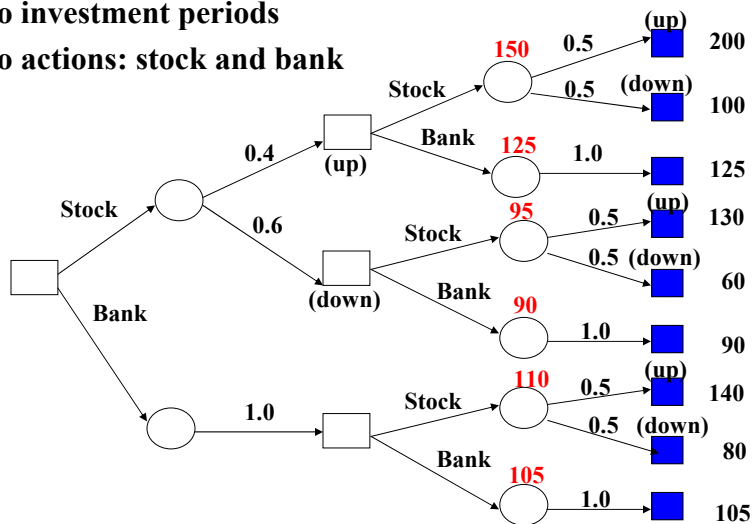 o investment periods
o actions: stock and bank
(up)
200
150
0.5
Stock
0.5
(down)
100
Bank
125
1.0
125
0.4
(up)
(up)
130
Stock
0.6
95
0.5
Stock
0.5
(down)
60
(down)
Bank
90
1.0
90
Bank
(up)
140
110
0.5
Stock
0.5
(down)
80
1.0
Bank
105
1.0
105